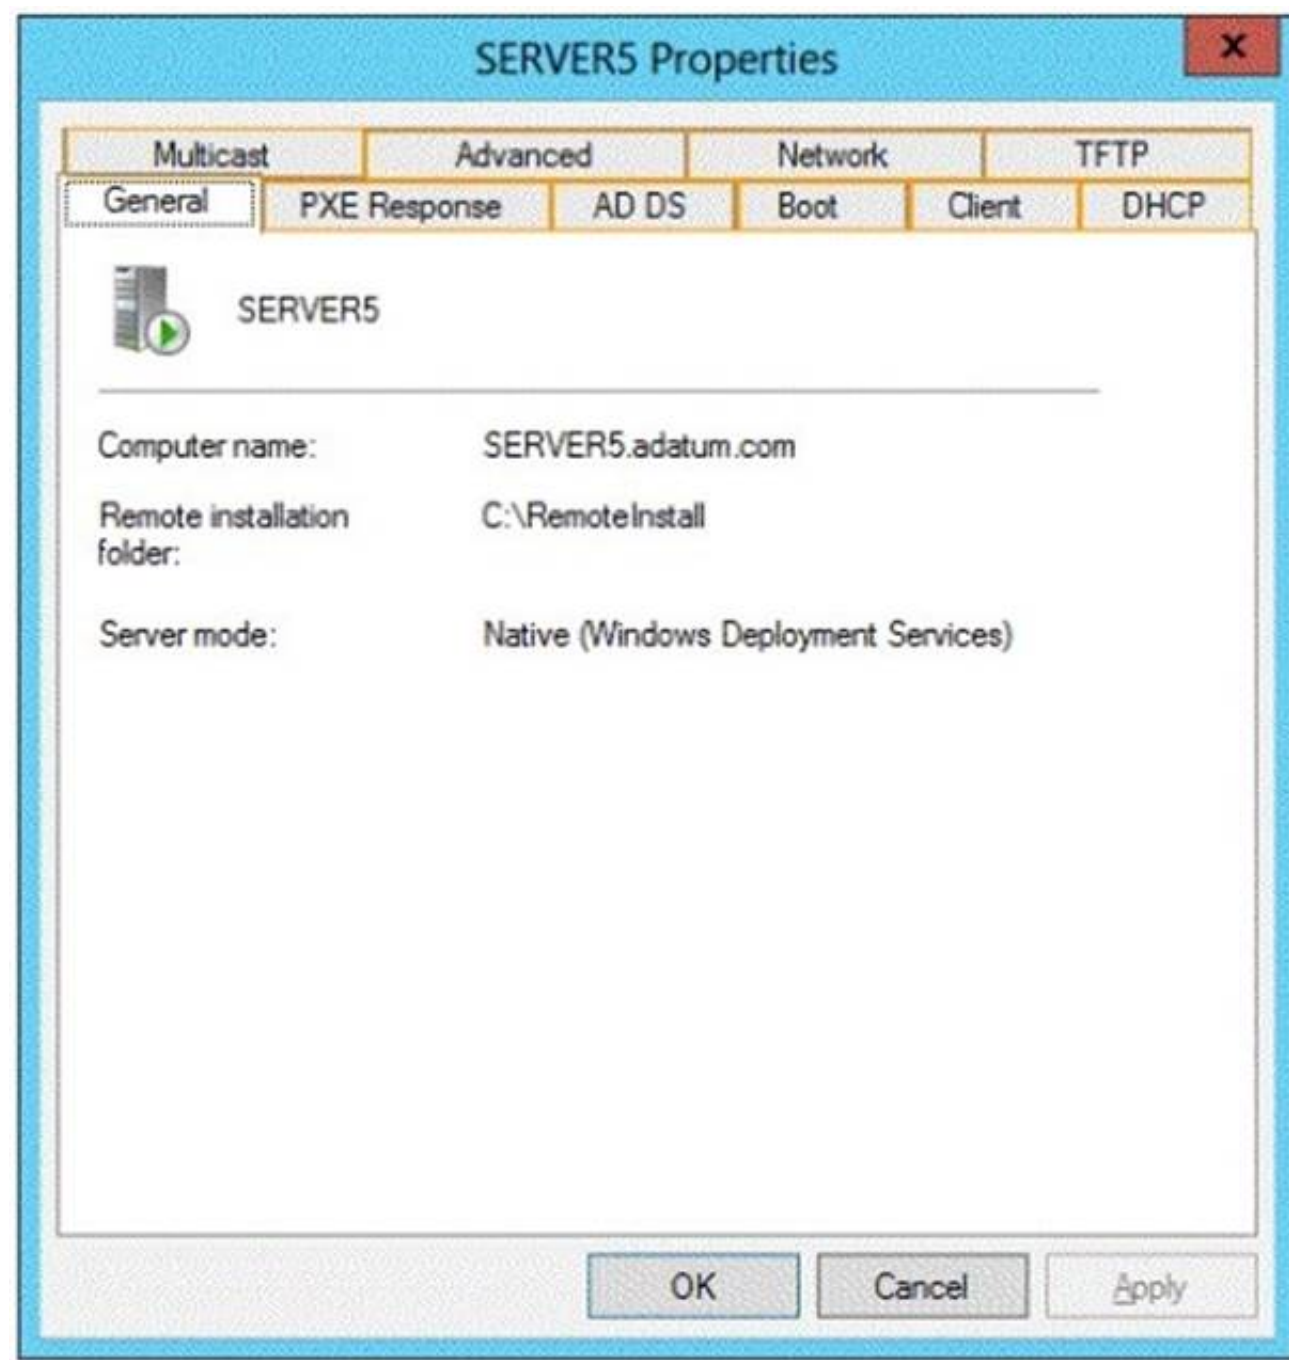 SERVER5 Properties
x
Multicast Advanced Network TFTP
General PXE Response AD DS Boot Client DHCP
SERVER5
Computer name: SERVER5.adatum.com
Remote installation C:\RemoteInstall
folder:
Server mode: Native (Windows Deployment Services)
OK Cancel Apply